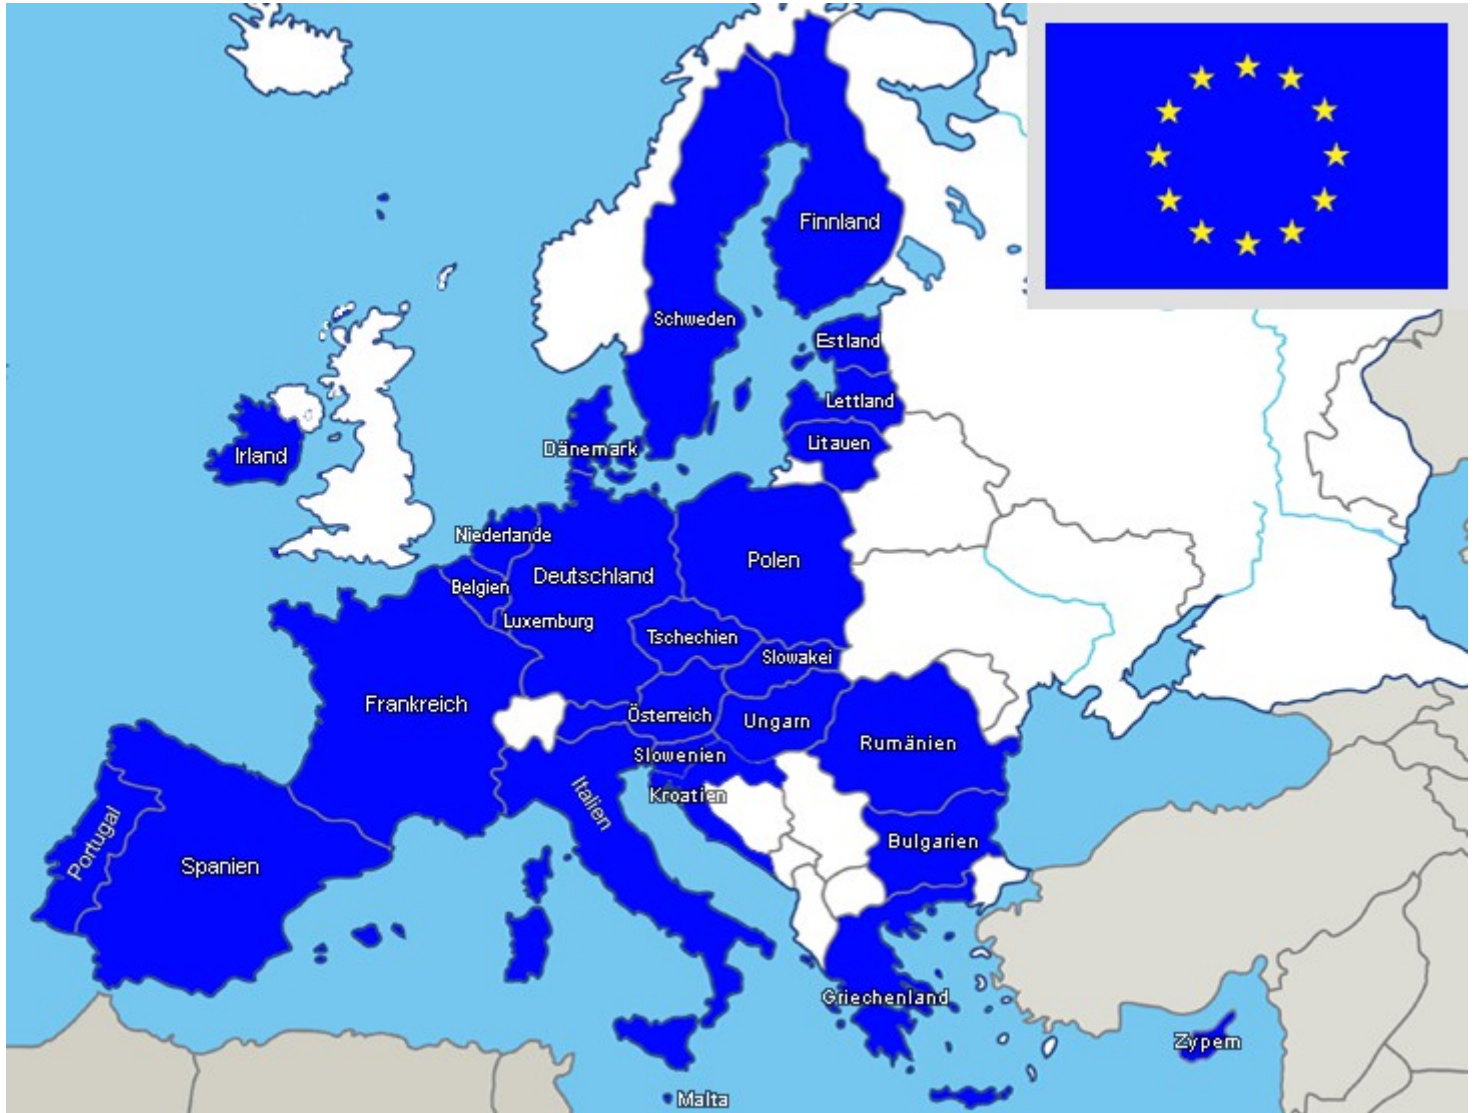 Finnland
Schweden
Estland
Lettland
Litauen
Dänemark
Irland
Niederlande
Polen
Deutschland
Belgien
Luxemburg
Tschechien
Slowakei
Frankreich
Österreich
Ungarn
Rumänien
Slowenien
Kroatien
Italien
Portugal
Spanien
Bulgarien
Griechenland
Zypern
Malta